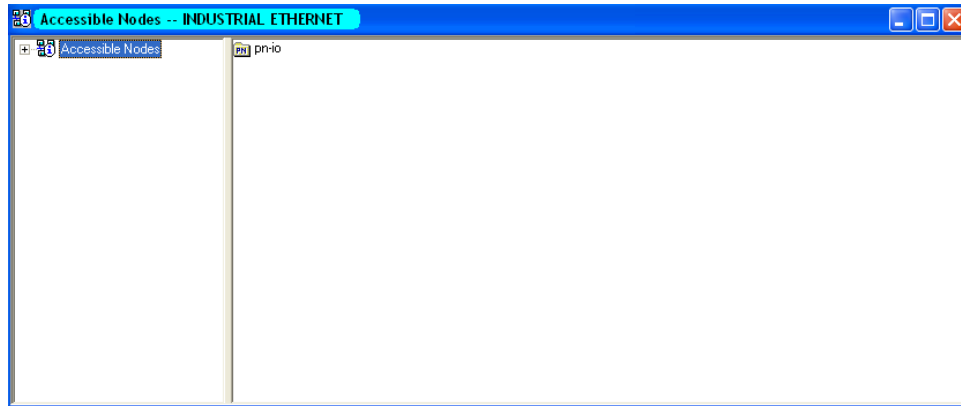 Accessible Nodes -- INDUSTRIAL ETHERNET
Accessible Nodes
PN pn-io